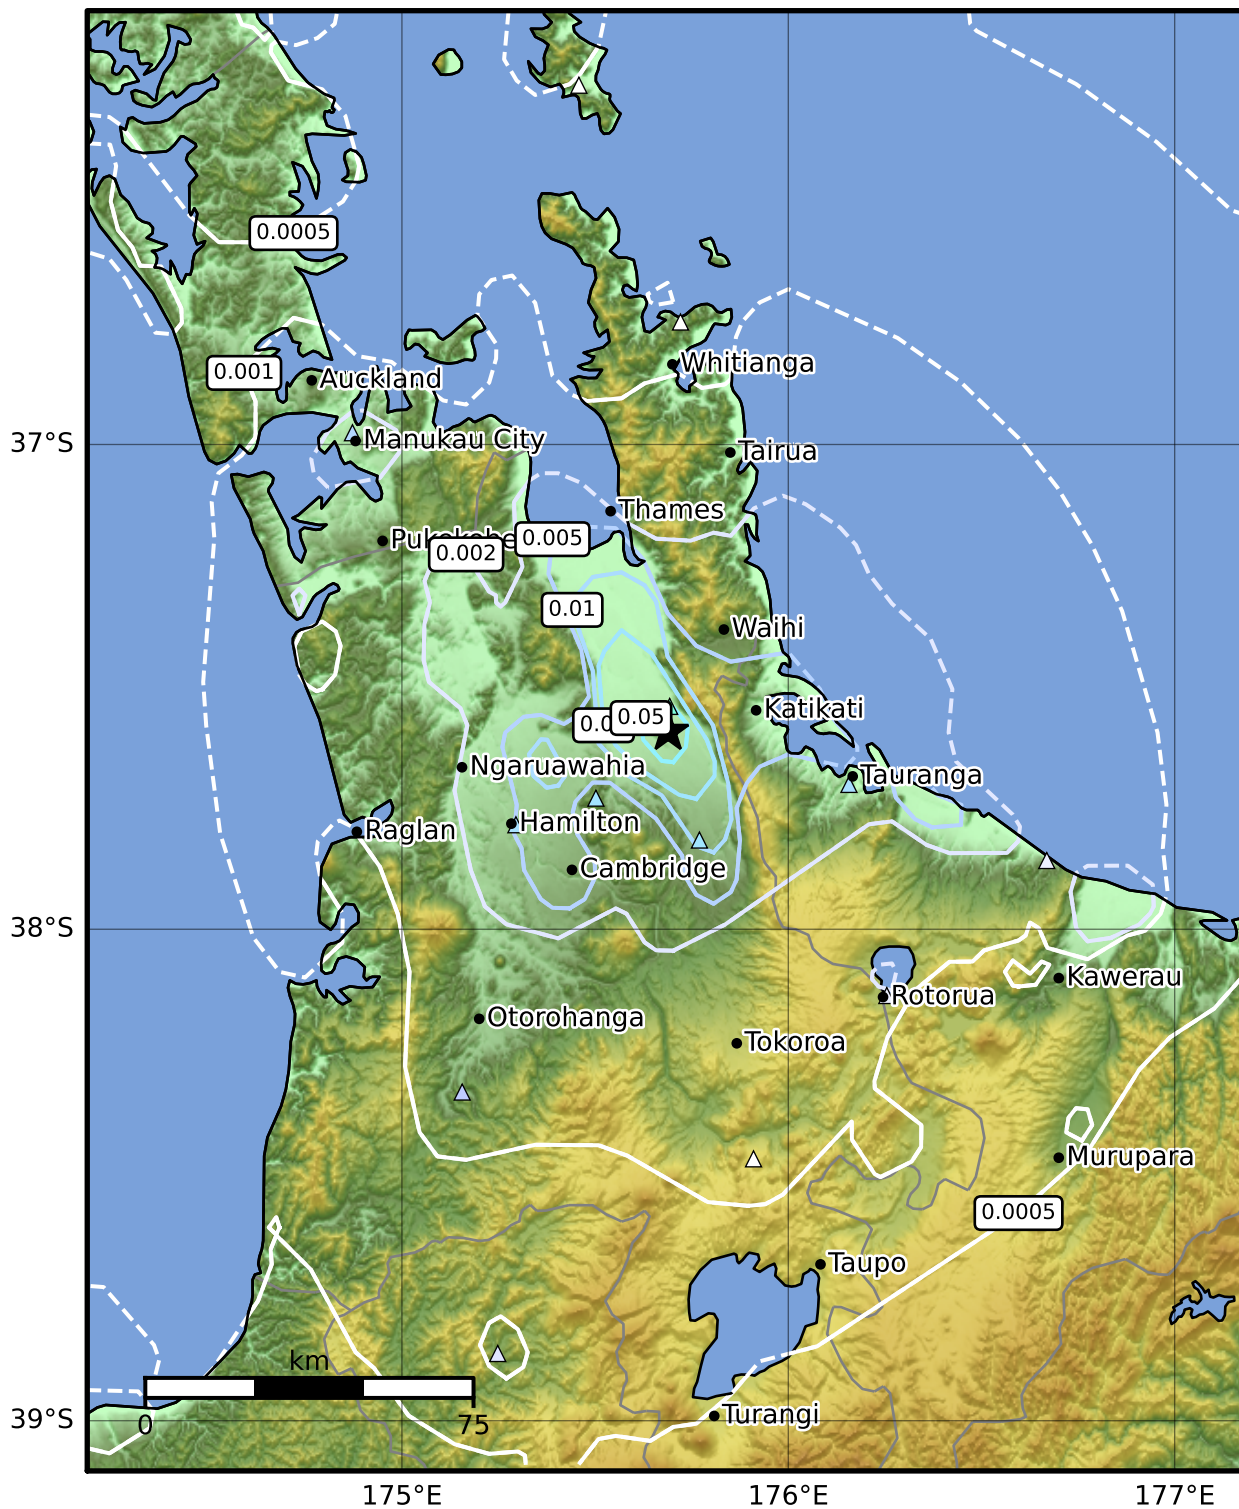 0.0005
0.001
Auckland
Whitianga
Manukau City
37°S
Tairua
Thames
0.005
0.002
0.01
Waihi
Katikati
0.05
Ngaruawahia
Tauranga
Hamilton
Raglan
Cambridge
38°S
Kawerau
Rotorua
Otorohanga
Tokoroa
Murupara
0.0005
Taupo
km
0
75
Turangi
39°S
175°E
176°E
177°E